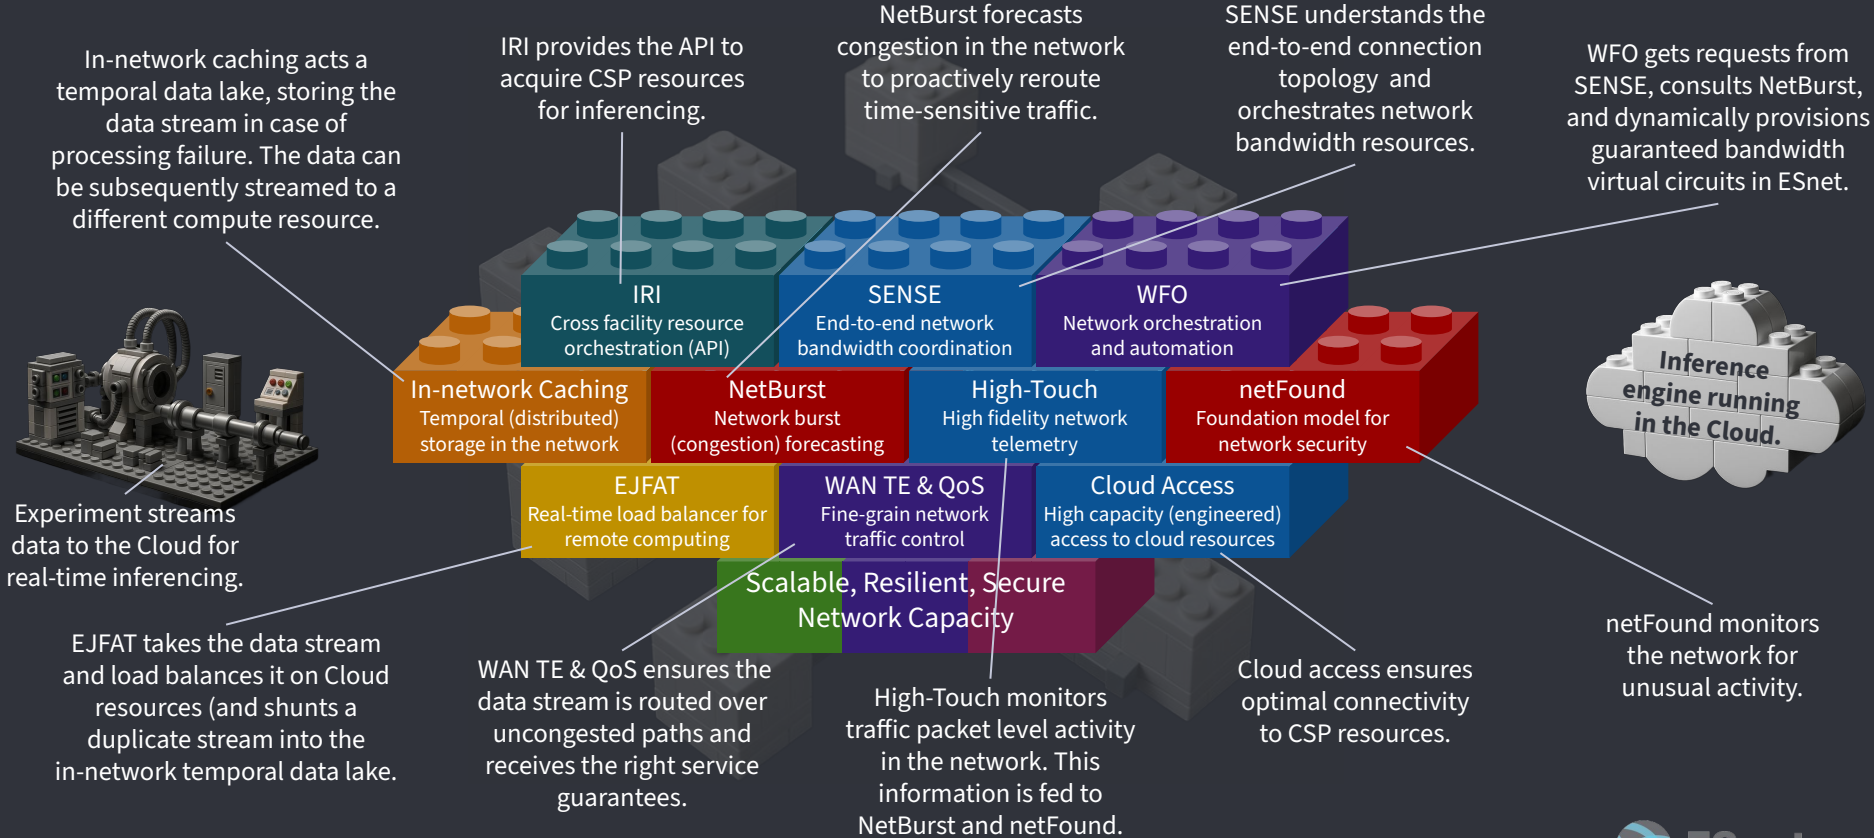 In-network caching acts a
temporal data lake, storing the
data stream in case of
processing failure. The data can
be subsequently streamed to a
different compute resource.
IRI provides the API to
acquire CSP resources
for inferencing.
NetBurst forecasts
congestion in the network
to proactively reroute
time-sensitive traffic.
SENSE understands the
end-to-end connection
topology and
orchestrates network
bandwidth resources.
WFO gets requests from
SENSE, consults NetBurst,
and dynamically provisions
guaranteed bandwidth
virtual circuits in ESnet.
IRI
Cross facility resource
orchestration (API)
SENSE
End-to-end network
bandwidth coordination
WFO
Network orchestration
and automation
In-network Caching
Temporal (distributed)
storage in the network
NetBurst
Network burst
(congestion) forecasting
High-Touch
High fidelity network
telemetry
netFound
Foundation model for
network security
EJFAT
Real-time load balancer for
remote computing
WAN TE & QoS
Fine-grain network
traffic control
Cloud Access
High capacity (engineered)
access to cloud resources
Scalable, Resilient, Secure
Network Capacity
Inference
engine running
in the Cloud.
Experiment streams
data to the Cloud for
real-time inferencing.
EJFAT takes the data stream
and load balances it on Cloud
resources (and shunts a
duplicate stream into the
in-network temporal data lake.
WAN TE & QoS ensures the
data stream is routed over
uncongested paths and
receives the right service
guarantees.
High-Touch monitors
traffic packet level activity
in the network. This
information is fed to
NetBurst and netFound.
Cloud access ensures
optimal connectivity
to CSP resources.
netFound monitors
the network for
unusual activity.